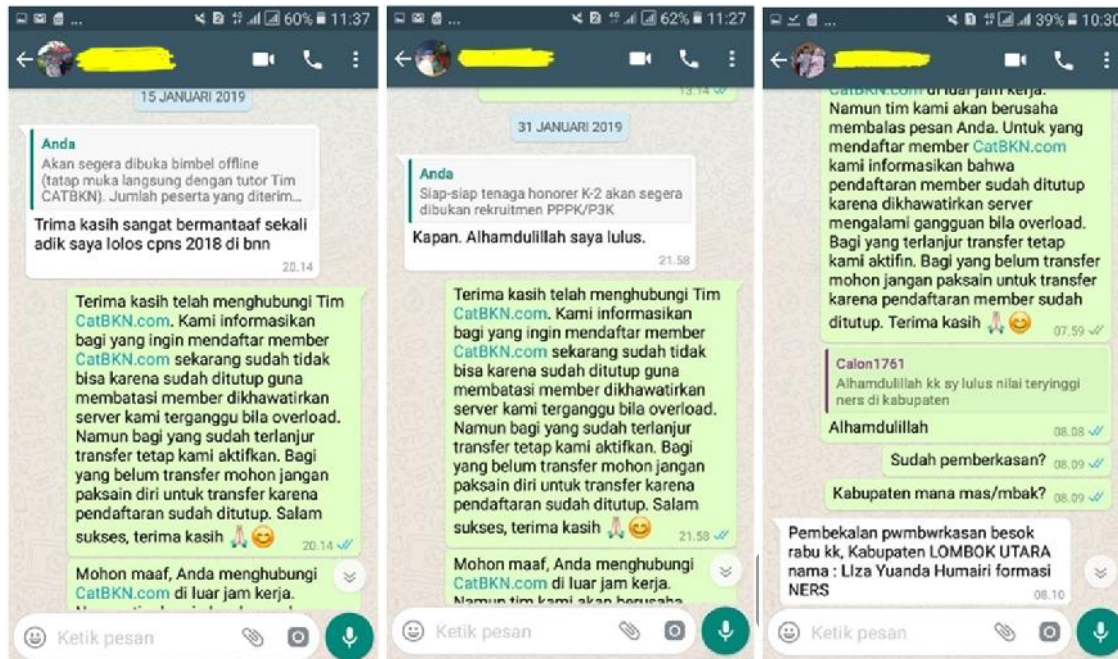 60% 11:37
15 JANUARI 2019
Anda
Akan segera dibuka bimbel offline
(tatap muka langsung dengan tutor Tim
CATBKN). Jumlah peserta yang diterim...
Trima kasih sangat bermantaaf sekali
adik saya lolos cpns 2018 di bnn
20.14
Terima kasih telah menghubungi Tim
CatBKN.com. Kami informasikan
bagi yang ingin mendaftar member
CatBKN.com sekarang sudah tidak
bisa karena sudah ditutup guna
membatasi member dikhawatirkan
server kami terganggu bila overload.
Namun bagi yang sudah terlanjur
transfer tetap kami aktifkan. Bagi
yang belum transfer mohon jangan
paksain diri untuk transfer karena
pendaftaran sudah ditutup. Salam
sukses, terima kasih 🙏😊
20.14
Mohon maaf, Anda menghubungi
CatBKN.com di luar jam kerja.
Ketik pesan
62% 11:27
13.14
31 JANUARI 2019
Anda
Siap-siap tenaga honorer K-2 akan segera
dibukan rekruitmen PPPK/P3K
Kapan. Alhamdulillah saya lulus.
21.58
Terima kasih telah menghubungi Tim
CatBKN.com. Kami informasikan
bagi yang ingin mendaftar member
CatBKN.com sekarang sudah tidak
bisa karena sudah ditutup guna
membatasi member dikhawatirkan
server kami terganggu bila overload.
Namun bagi yang sudah terlanjur
transfer tetap kami aktifkan. Bagi
yang belum transfer mohon jangan
paksain diri untuk transfer karena
pendaftaran sudah ditutup. Salam
sukses, terima kasih 🙏😊
21.58
Mohon maaf, Anda menghubungi
CatBKN.com di luar jam kerja.
Namun tim kami akan berusaha
Ketik pesan
39% 10:30
CatBKN.com di luar jam kerja.
Namun tim kami akan berusaha
membalas pesan Anda. Untuk yang
mendaftar member CatBKN.com
kami informasikan bahwa
pendaftaran member sudah ditutup
karena dikhawatirkan server
mengalami gangguan bila overload.
Bagi yang terlanjur transfer tetap
kami aktifin. Bagi yang belum transfer
mohon jangan paksain untuk transfer
karena pendaftaran member sudah
ditutup. Terima kasih 🙏😊
07.59
Calon1761
Alhamdulillah kk sy lulus nilai teryinggi
ners di kabupaten
Alhamdulillah
08.08
Sudah pemberkasan? 08.09
Kabupaten mana mas/mbak? 08.09
Pembekalan pwmbwrkasan besok
rabu kk, Kabupaten LOMBOK UTARA
nama : LIza Yuanda Humairi formasi
NERS
08.10
Ketik pesan